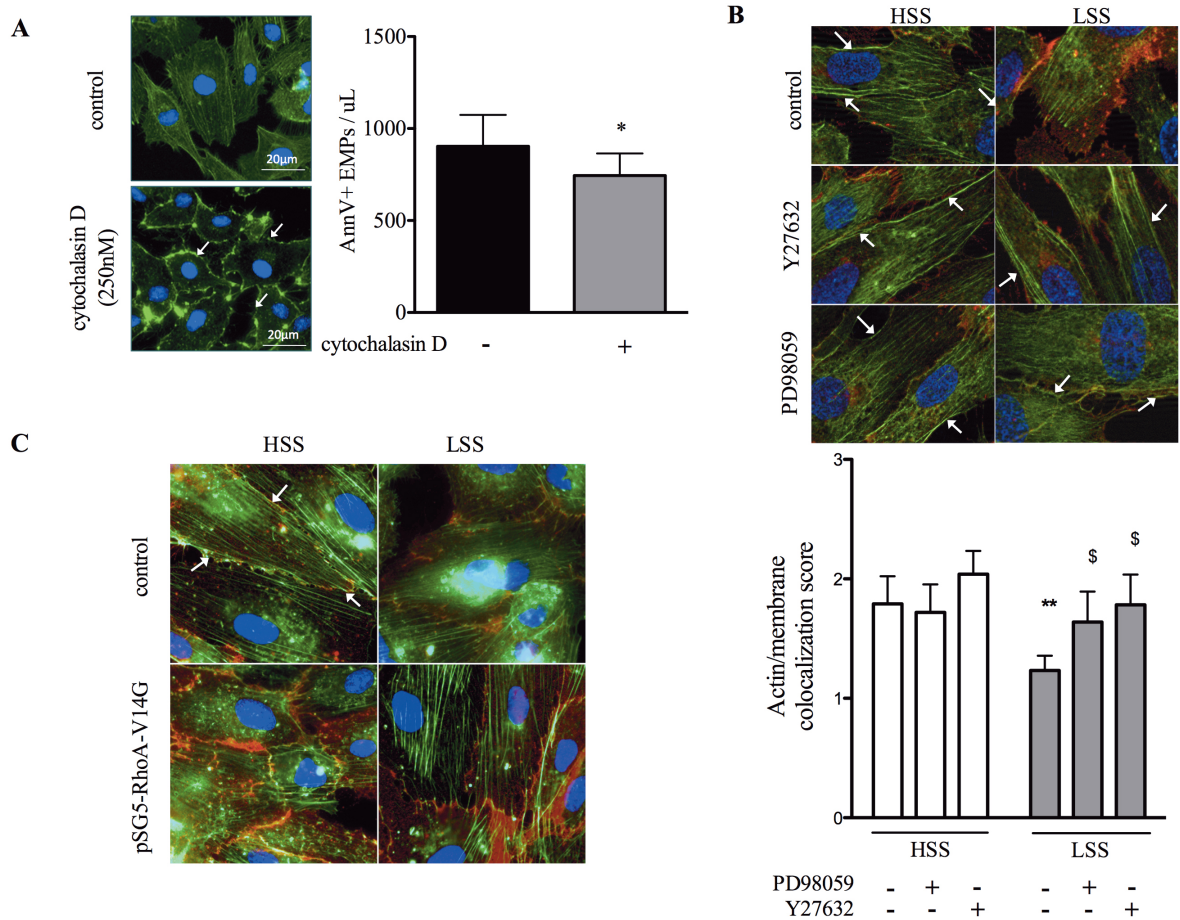 A
control
20μm
cytochalasin D
(250nM)
20μm
AnnV+ EMPs / uL
1500
1000
500
0
*
cytochalasin D - +
B
HSS LSS
control
Y27632
PD98059
Actin/membrane
colocalization score
3
2
1
0
** $ $
HSS LSS
PD98059 - + - - + -
Y27632 - - + - - +
C
HSS LSS
control
pSG5-RhoA-V14G